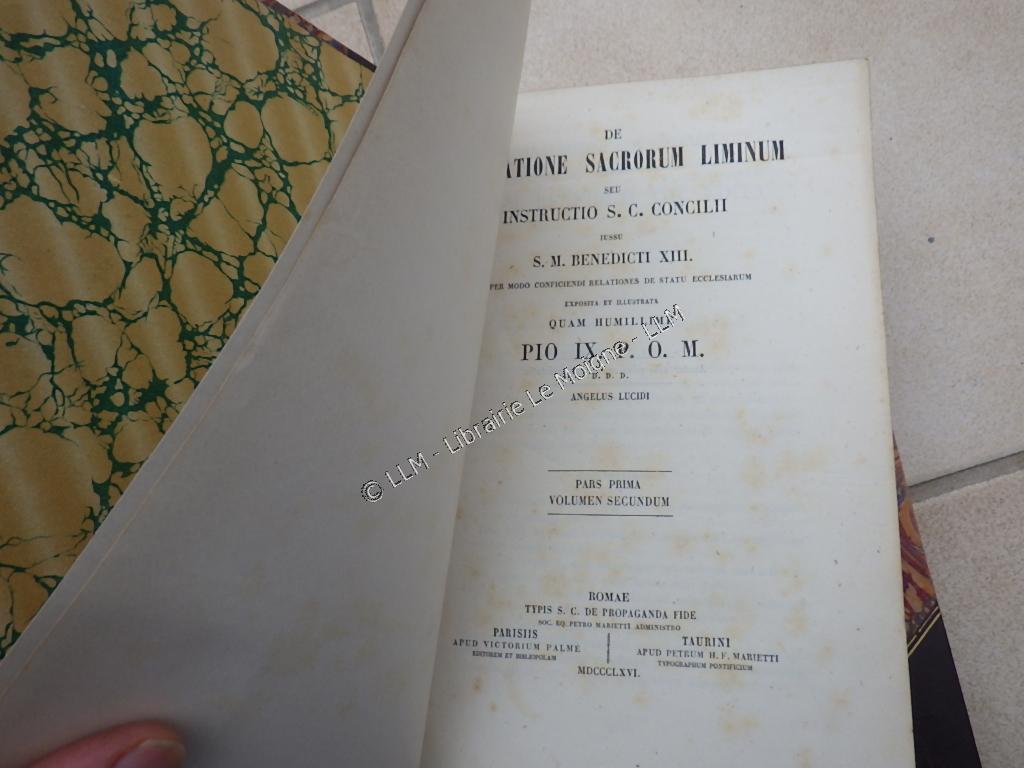 DE
ATIONE SACRORUM LIMINUM
SEU
INSTRUCTIO S. C. CONCILII
IUSSU
S. M. BENEDICTI XIII.
PER MODO CONFICIENDI RELATIONES DE STATU ECCLESIARUM
EXPOSITA ET ILLUSTRATA
QUAM HUMILLIME
PIO IX. P. O. M.
D. D. D.
ANGELUS LUCIDI
© LLM - Librairie Le Moîgne - LLM
PARS PRIMA
VOLUMEN SECUNDUM
ROMAE
TYPIS S. C. DE PROPAGANDA FIDE
SOC. EQ. PETRO MARIETTI ADMINISTRO
PARISIIS
APUD VICTORIUM PALMÉ
EDITOREM ET BIBLIOPOLAM
TAURINI
APUD PETRUM H. F. MARIETTI
TYPOGRAPHUM PONTIFICIUM
MDCCCLXVI.